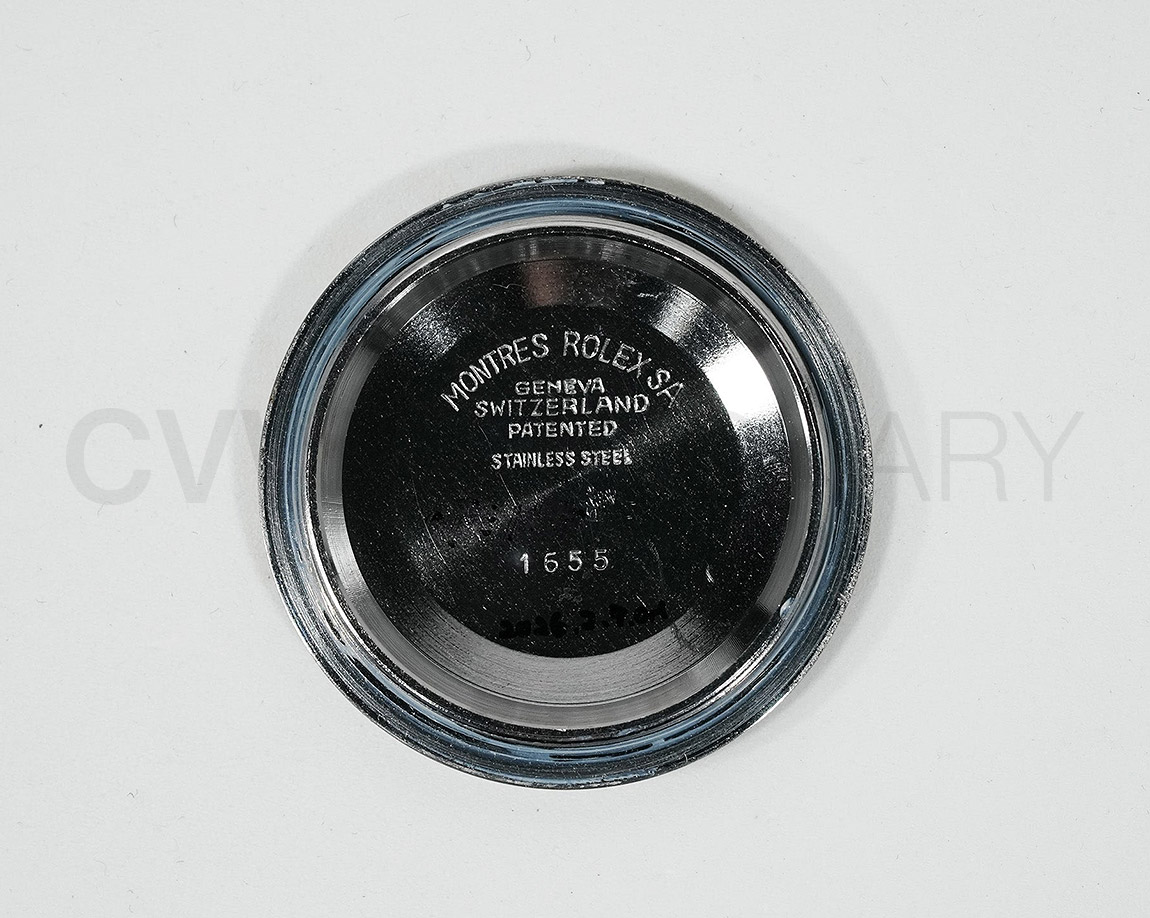 MONTRES ROLEX SA
GENEVA
SWITZERLAND
PATENTED
STAINLESS STEEL
1655